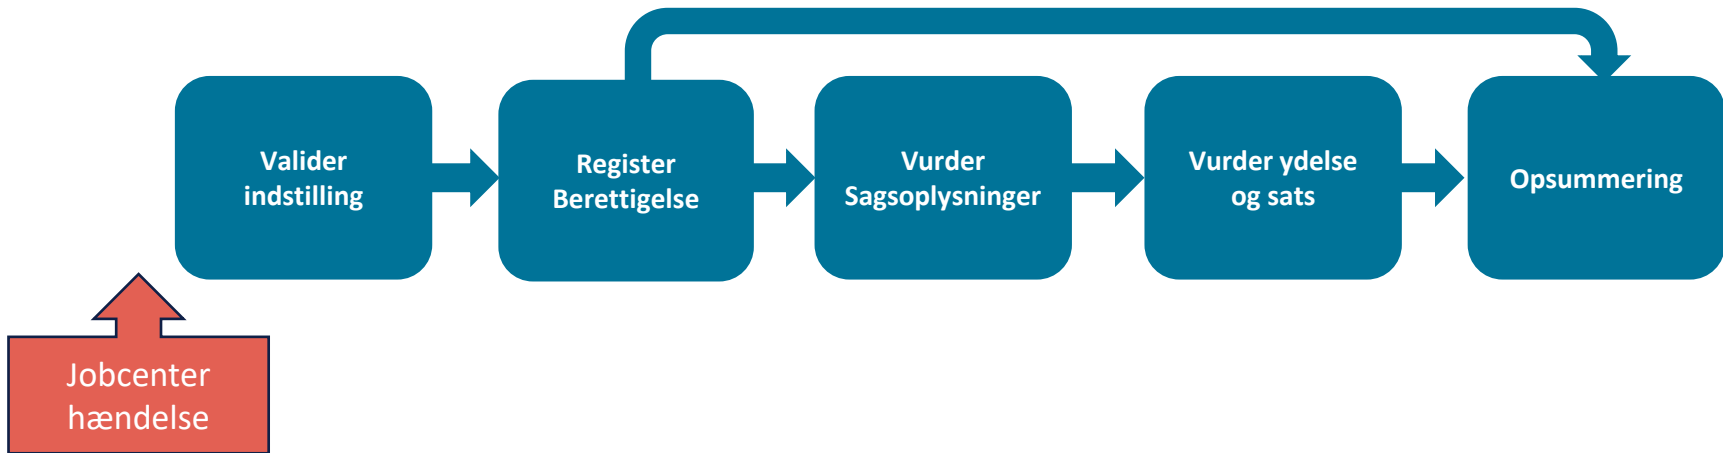 Valider
indstilling
Register
Berettigelse
Vurder
Sagsoplysninger
Vurder ydelse
og sats
Opsummering
Jobcenter
hændelse